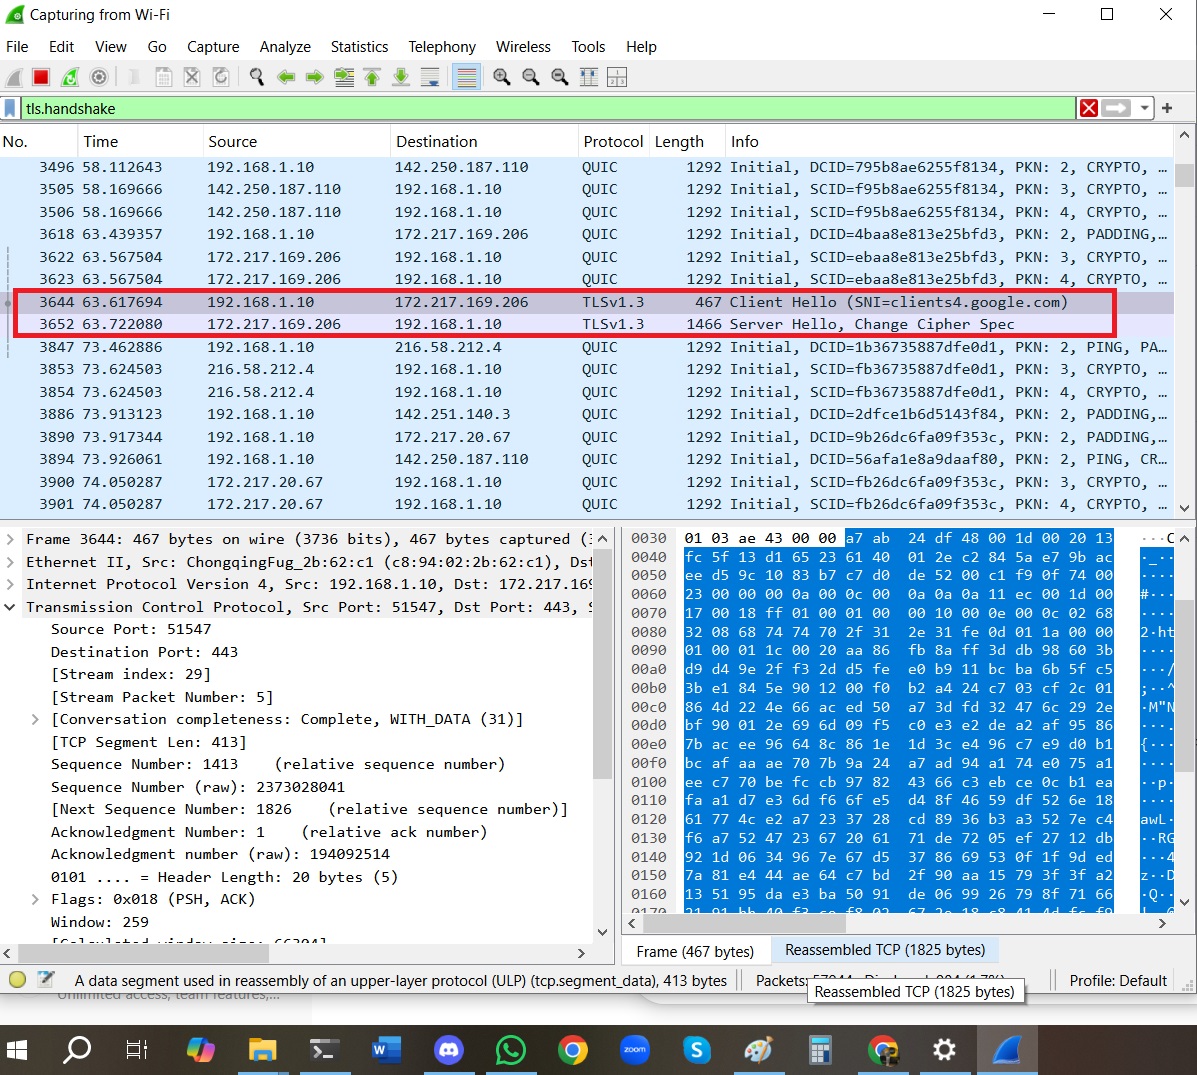 Capturing from Wi-Fi
File Edit View Go Capture Analyze Statistics Telephony Wireless Tools Help
tls.handshake
No. Time Source Destination Protocol Length Info
3496 58.112643 192.168.1.10 142.250.187.110 QUIC 1292 Initial, DCID=795b8ae6255f8134, PKN: 2, CRYPTO, …
3505 58.169666 142.250.187.110 192.168.1.10 QUIC 1292 Initial, SCID=f95b8ae6255f8134, PKN: 3, CRYPTO, …
3506 58.169666 142.250.187.110 192.168.1.10 QUIC 1292 Initial, SCID=f95b8ae6255f8134, PKN: 4, CRYPTO, …
3618 63.439357 192.168.1.10 172.217.169.206 QUIC 1292 Initial, DCID=4baa8e813e25bfd3, PKN: 2, PADDING,…
3622 63.567504 172.217.169.206 192.168.1.10 QUIC 1292 Initial, SCID=ebaa8e813e25bfd3, PKN: 3, CRYPTO, …
3623 63.567504 172.217.169.206 192.168.1.10 QUIC 1292 Initial, SCID=ebaa8e813e25bfd3, PKN: 4, CRYPTO, …
3644 63.617694 192.168.1.10 172.217.169.206 TLSv1.3 467 Client Hello (SNI=clients4.google.com)
3652 63.722080 172.217.169.206 192.168.1.10 TLSv1.3 1466 Server Hello, Change Cipher Spec
3847 73.462886 192.168.1.10 216.58.212.4 QUIC 1292 Initial, DCID=1b36735887dfe0d1, PKN: 2, PING, PA…
3853 73.624503 216.58.212.4 192.168.1.10 QUIC 1292 Initial, SCID=fb36735887dfe0d1, PKN: 3, CRYPTO, …
3854 73.624503 216.58.212.4 192.168.1.10 QUIC 1292 Initial, SCID=fb36735887dfe0d1, PKN: 4, CRYPTO, …
3886 73.913123 192.168.1.10 142.251.140.3 QUIC 1292 Initial, DCID=2dfce1b6d5143f84, PKN: 2, PADDING,…
3890 73.917344 192.168.1.10 172.217.20.67 QUIC 1292 Initial, DCID=9b26dc6fa09f353c, PKN: 2, PADDING,…
3894 73.926061 192.168.1.10 142.250.187.110 QUIC 1292 Initial, DCID=56afa1e8a9daaf80, PKN: 2, PING, CR…
3900 74.050287 172.217.20.67 192.168.1.10 QUIC 1292 Initial, SCID=fb26dc6fa09f353c, PKN: 3, CRYPTO, …
3901 74.050287 172.217.20.67 192.168.1.10 QUIC 1292 Initial, SCID=fb26dc6fa09f353c, PKN: 4, CRYPTO, …
Frame 3644: 467 bytes on wire (3736 bits), 467 bytes captured (3
Ethernet II, Src: ChongqingFug_2b:62:c1 (c8:94:02:2b:62:c1), Dst
Internet Protocol Version 4, Src: 192.168.1.10, Dst: 172.217.169
Transmission Control Protocol, Src Port: 51547, Dst Port: 443, S
Source Port: 51547
Destination Port: 443
[Stream index: 29]
[Stream Packet Number: 5]
[Conversation completeness: Complete, WITH_DATA (31)]
[TCP Segment Len: 413]
Sequence Number: 1413 (relative sequence number)
Sequence Number (raw): 2373028041
[Next Sequence Number: 1826 (relative sequence number)]
Acknowledgment Number: 1 (relative ack number)
Acknowledgment number (raw): 194092514
0101 .... = Header Length: 20 bytes (5)
Flags: 0x018 (PSH, ACK)
Window: 259
[Calculated window size: 66304]
0030 01 03 ae 43 00 00 a7 ab 24 df 48 00 1d 00 20 13 ···C
0040 fc 5f 13 d1 65 23 61 40 01 2e c2 84 5a e7 9b ac ·_··
0050 ee d5 9c 10 83 b7 c7 d0 de 52 00 c1 f9 0f 74 00 ····
0060 23 00 00 00 0a 00 0c 00 0a 0a 0a 11 ec 00 1d 00 #···
0070 17 00 18 ff 01 00 01 00 00 10 00 0e 00 0c 02 68 ····
0080 32 08 68 74 74 70 2f 31 2e 31 fe 0d 01 1a 00 00 2·ht
0090 01 00 01 1c 00 20 aa 86 fb 8a ff 3d db 98 60 3b ····
00a0 d9 d4 9e 2f f3 2d d5 fe e0 b9 11 bc ba 6b 5f c5 ···/
00b0 3b e1 84 5e 90 12 00 f0 b2 a4 24 c7 03 cf 2c 01 ;··^
00c0 86 4d 22 4e 66 ac ed 50 a7 3d fd 32 47 6c 29 2e ·M"N
00d0 bf 90 01 2e 69 6d 09 f5 c0 e3 e2 de a2 af 95 86 ···.
00e0 7b ac ee 96 64 8c 86 1e 1d 3c e4 96 c7 e9 d0 b1 {···
00f0 bc af aa ae 70 7b 9a 24 a7 ad 94 a1 74 e0 75 a1 ····
0100 ee c7 70 be fc cb 97 82 43 66 c3 eb ce 0c b1 ea ··p·
0110 fa a1 d7 e3 6d f6 6f e5 d4 8f 46 59 df 52 6e 18 ····
0120 61 77 4c e2 a7 23 37 28 cd 89 36 b3 a3 52 7e c4 awL·
0130 f6 a7 52 47 23 67 20 61 71 de 72 05 ef 27 12 db ··RG
0140 92 1d 06 34 96 7e 67 d5 37 86 69 53 0f 1f 9d ed ···4
0150 7a 81 e4 44 ae 64 c7 bd 2f 90 aa 15 79 3f 3f a2 z··D
0160 13 51 95 da e3 ba 50 91 de 06 99 26 79 8f 71 66 ·Q··
Frame (467 bytes) Reassembled TCP (1825 bytes)
A data segment used in reassembly of an upper-layer protocol (ULP) (tcp.segment_data), 413 bytes
Packets:
Profile: Default
Reassembled TCP (1825 bytes)
Unlimited access, team features,...
zoom